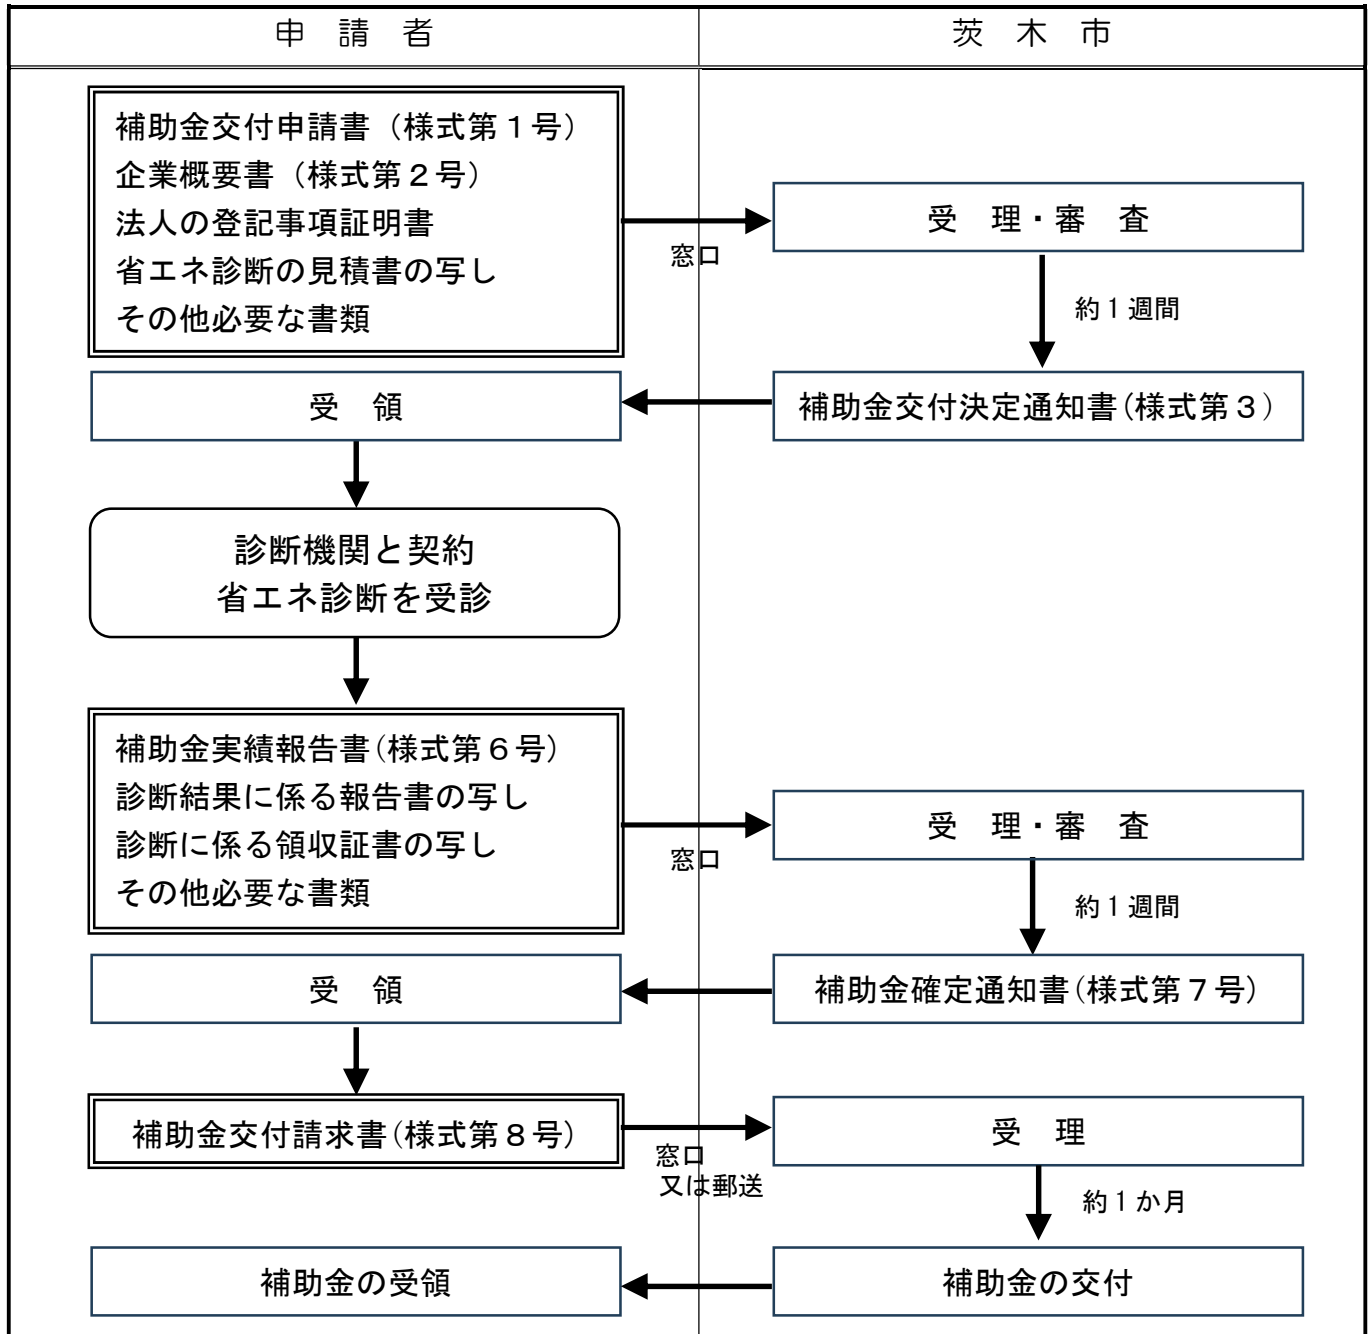 申　請　者
茨　木　市
補助金交付申請書（様式第１号）
企業概要書（様式第２号）
法人の登記事項証明書
省エネ診断の見積書の写し
その他必要な書類
窓口
受　理・審　査
約１週間
受　領
補助金交付決定通知書(様式第３)
診断機関と契約
省エネ診断を受診
補助金実績報告書(様式第６号)
診断結果に係る報告書の写し
診断に係る領収証書の写し
その他必要な書類
窓口
受　理・審　査
約１週間
受　領
補助金確定通知書(様式第７号)
補助金交付請求書(様式第８号)
窓口
又は郵送
受　理
約１か月
補助金の受領
補助金の交付